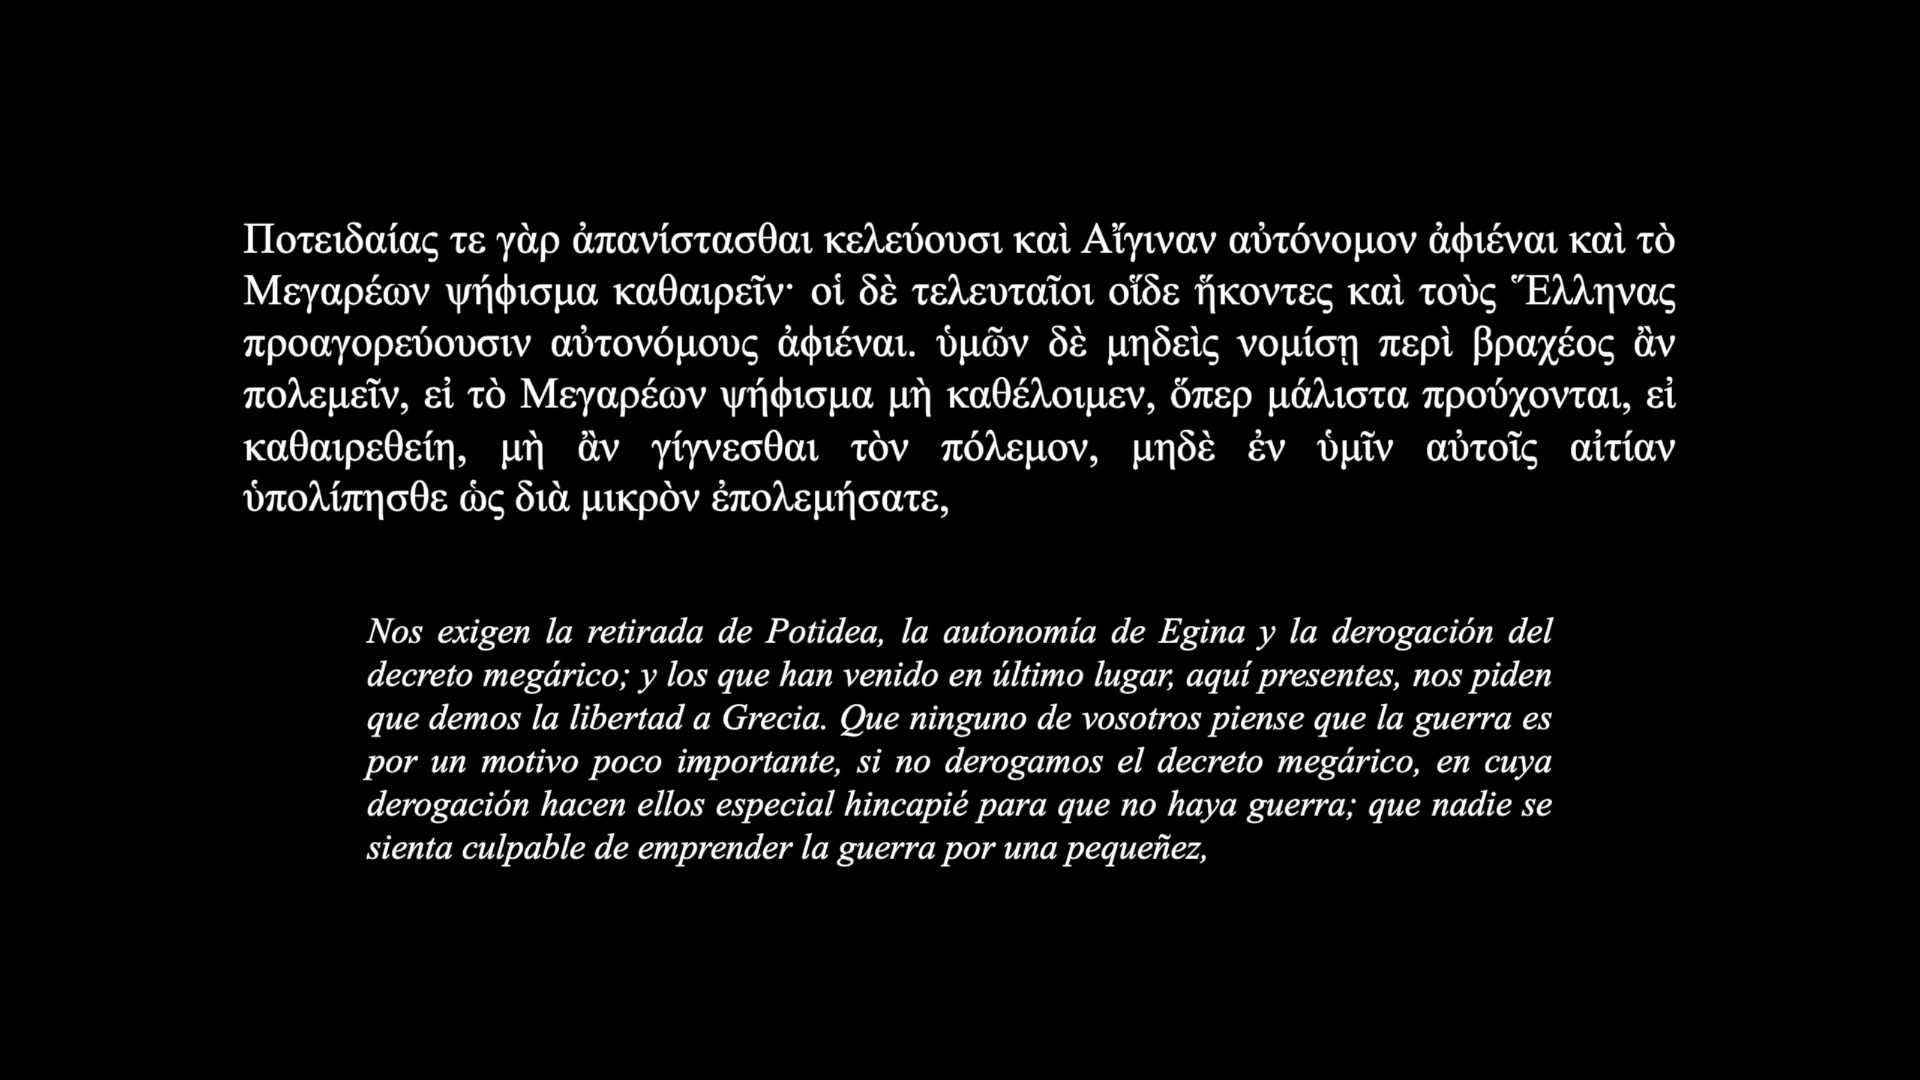 Ποτειδαίας τε γὰρ ἀπανίστασθαι κελεύουσι καὶ Αἴγιναν αὐτόνομον ἀφιέναι καὶ τὸ
Μεγαρέων ψήφισμα καθαιρεῖν· οἱ δὲ τελευταῖοι οἵδε ἥκοντες καὶ τοὺς Ἕλληνας
προαγορεύουσιν αὐτονόμους ἀφιέναι. ὑμῶν δὲ μηδεὶς νομίσῃ περὶ βραχέος ἂν
πολεμεῖν, εἰ τὸ Μεγαρέων ψήφισμα μὴ καθέλοιμεν, ὅπερ μάλιστα προύχονται, εἰ
καθαιρεθείη, μὴ ἂν γίγνεσθαι τὸν πόλεμον, μηδὲ ἐν ὑμῖν αὐτοῖς αἰτίαν
ὑπολίπησθε ὡς διὰ μικρὸν ἐπολεμήσατε,
Nos exigen la retirada de Potidea, la autonomía de Egina y la derogación del
decreto megárico; y los que han venido en último lugar, aquí presentes, nos piden
que demos la libertad a Grecia. Que ninguno de vosotros piense que la guerra es
por un motivo poco importante, si no derogamos el decreto megárico, en cuya
derogación hacen ellos especial hincapié para que no haya guerra; que nadie se
sienta culpable de emprender la guerra por una pequeñez,